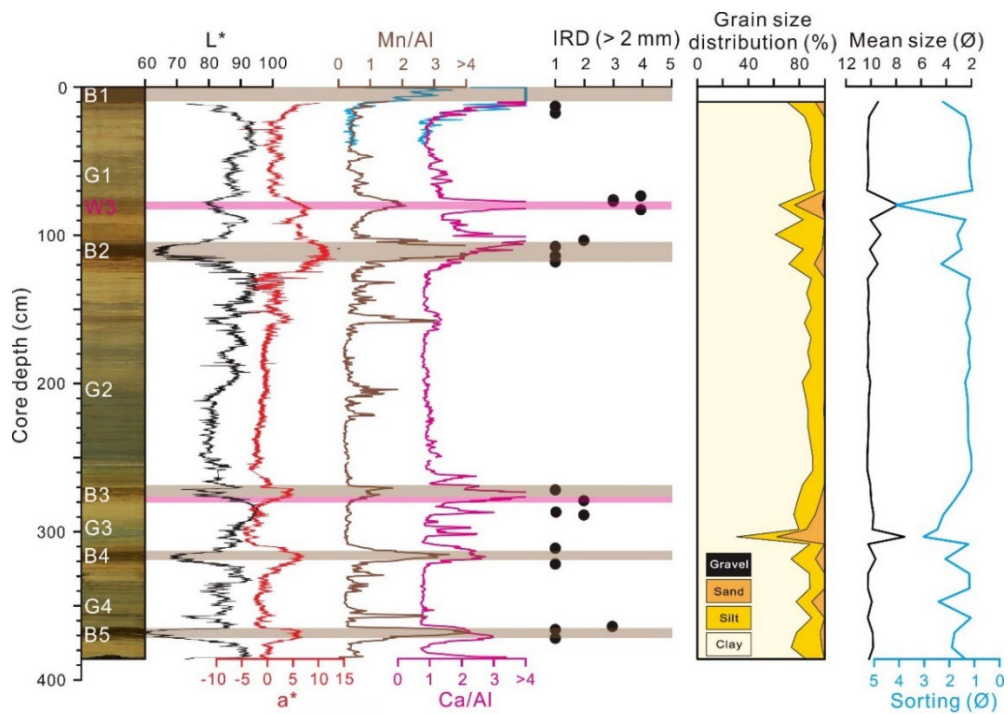 L*
60 70 80 90 100
Mn/Al
0 1 2 3 >4
IRD (> 2 mm)
1 2 3 4 5
Grain size
distribution (%)
40 80
Mean size (Ø)
12 10 8 6 4 2
Core depth (cm)
0
100
200
300
400
B1
G1
W3
B2
G2
B3
G3
B4
G4
B5
Gravel
Sand
Silt
Clay
-10 -5 0 5 10 15
a*
0 1 2 3 >4
Ca/Al
5 4 3 2 1 0
Sorting (Ø)